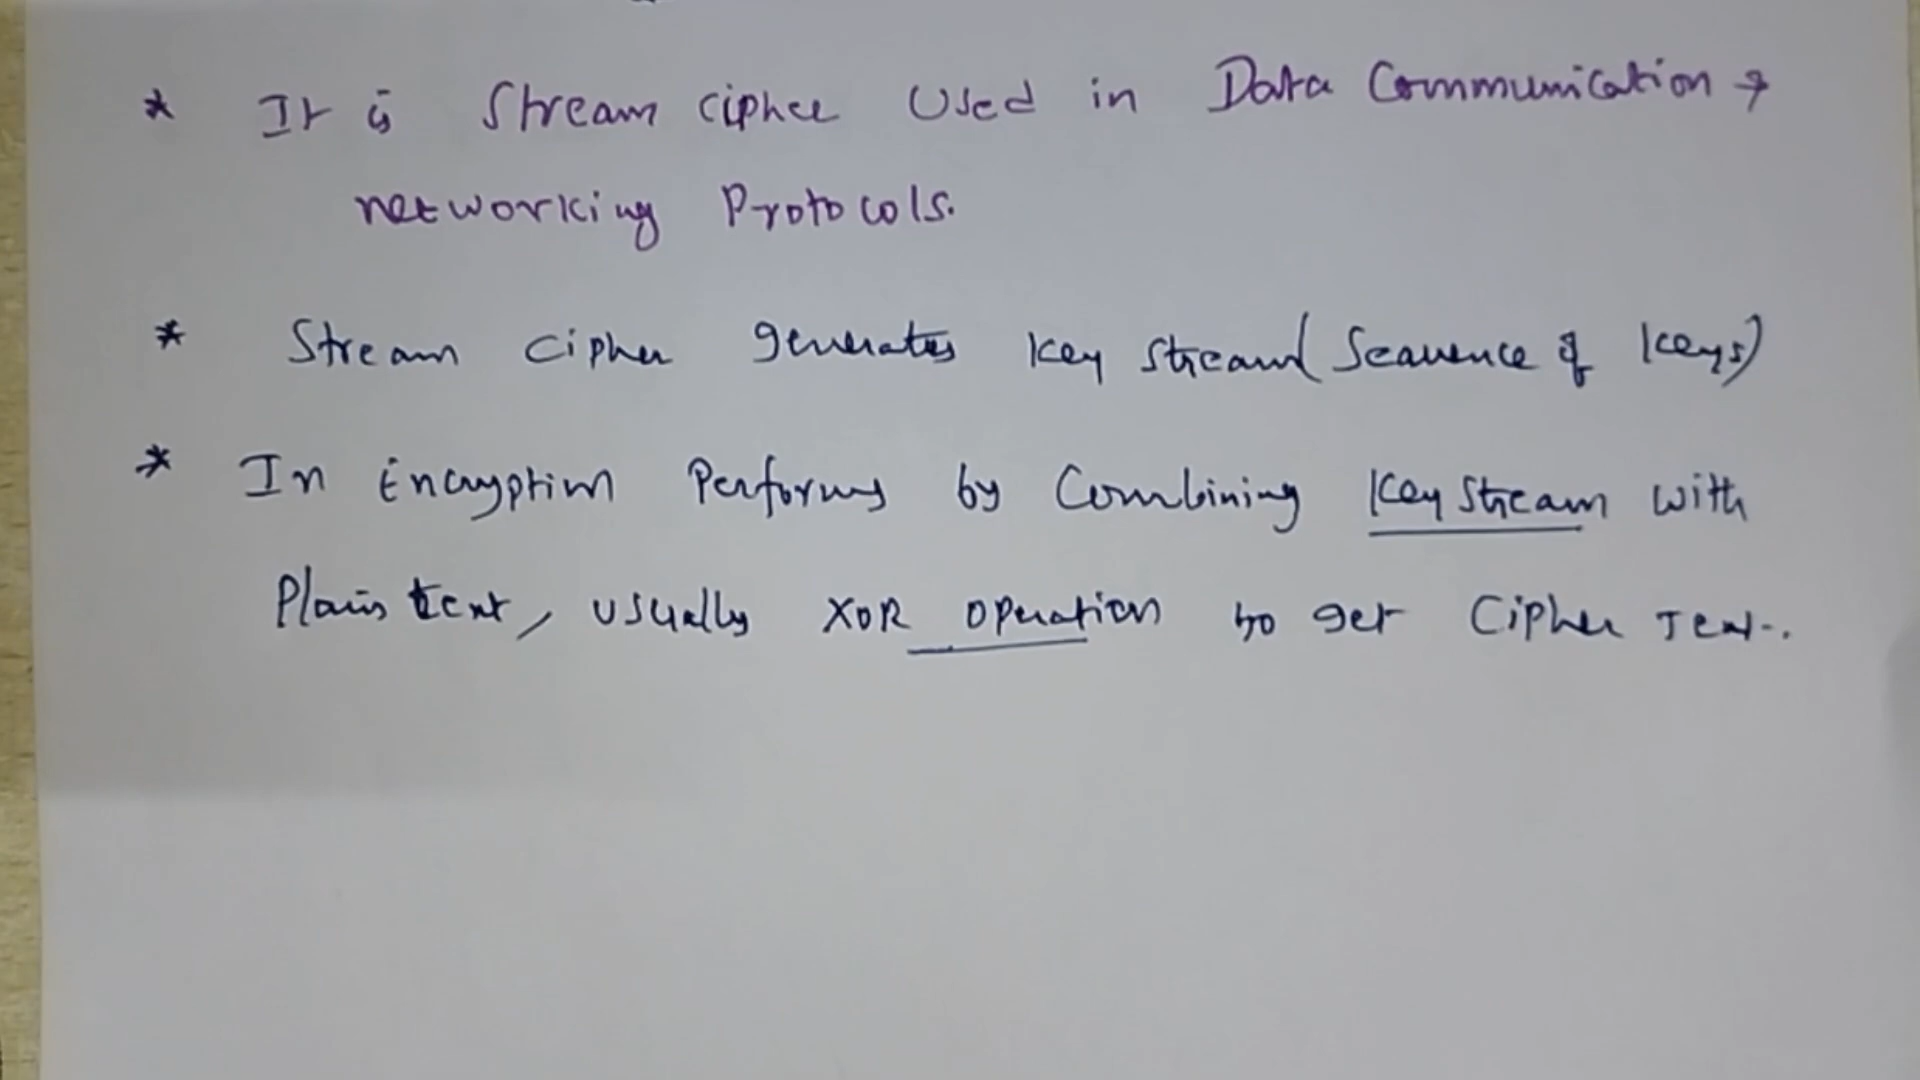 * It is Stream cipher Used in Data Communication &
networking Protocols.
* Stream cipher generates key stream (Seauence of keys)
* In Encryption Performs by Combining Key Stream with
Plain text, usually XOR operation to get Cipher Text.